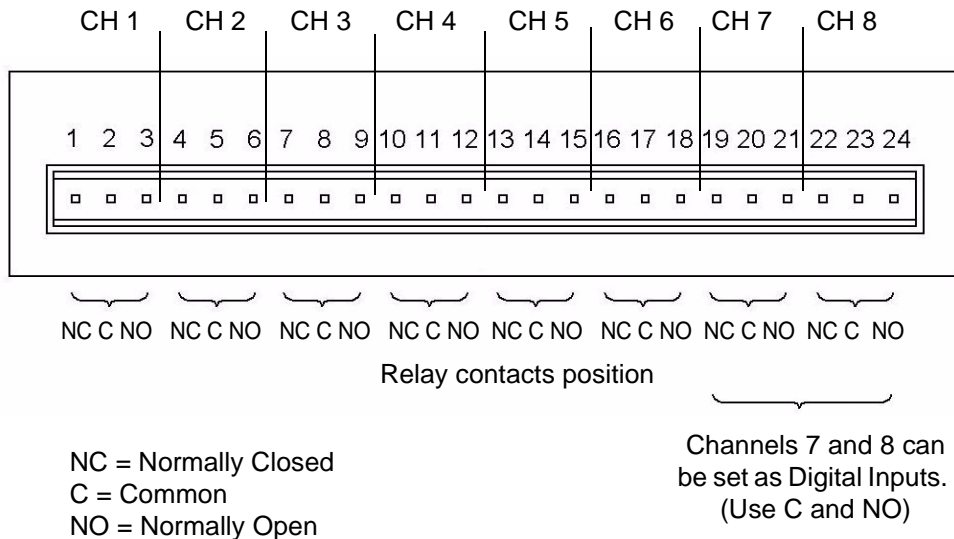 CH 1 CH 2 CH 3 CH 4 CH 5 CH 6 CH 7 CH 8
1 2 3 4 5 6 7 8 9 10 11 12 13 14 15 16 17 18 19 20 21 22 23 24
NC C NO NC C NO NC C NO NC C NO NC C NO NC C NO NC C NO NC C NO
Relay contacts position
NC = Normally Closed
C = Common
NO = Normally Open
Channels 7 and 8 can
be set as Digital Inputs.
(Use C and NO)